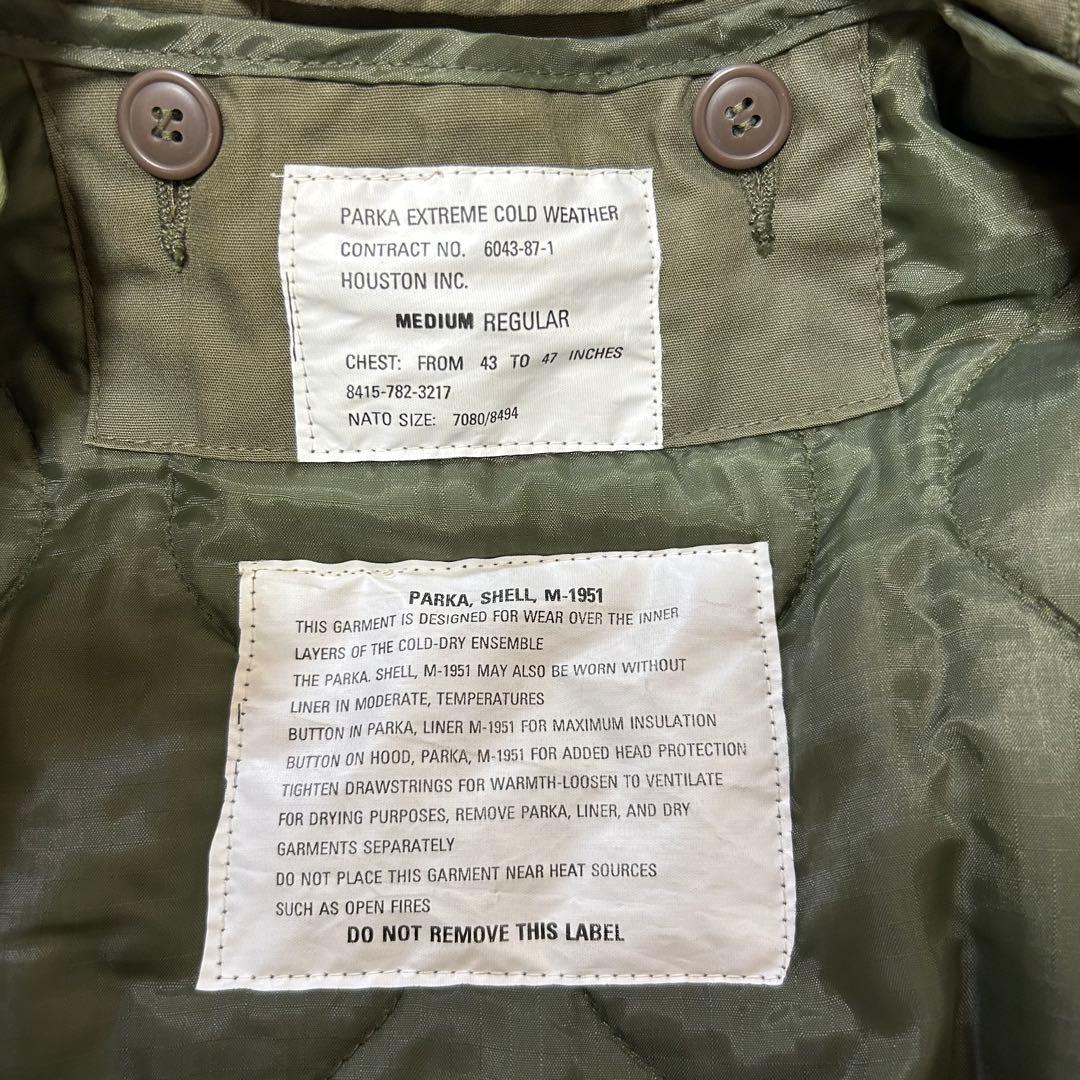 PARKA EXTREME COLD WEATHER
CONTRACT NO. 6043-87-1
HOUSTON INC.
MEDIUM REGULAR
CHEST: FROM 43 TO 47 INCHES
8415-782-3217
NATO SIZE: 7080/8494
PARKA, SHELL, M-1951
THIS GARMENT IS DESIGNED FOR WEAR OVER THE INNER
LAYERS OF THE COLD-DRY ENSEMBLE
THE PARKA. SHELL, M-1951 MAY ALSO BE WORN WITHOUT
LINER IN MODERATE, TEMPERATURES
BUTTON IN PARKA, LINER M-1951 FOR MAXIMUM INSULATION
BUTTON ON HOOD, PARKA, M-1951 FOR ADDED HEAD PROTECTION
TIGHTEN DRAWSTRINGS FOR WARMTH-LOOSEN TO VENTILATE
FOR DRYING PURPOSES, REMOVE PARKA, LINER, AND DRY
GARMENTS SEPARATELY
DO NOT PLACE THIS GARMENT NEAR HEAT SOURCES
SUCH AS OPEN FIRES
DO NOT REMOVE THIS LABEL